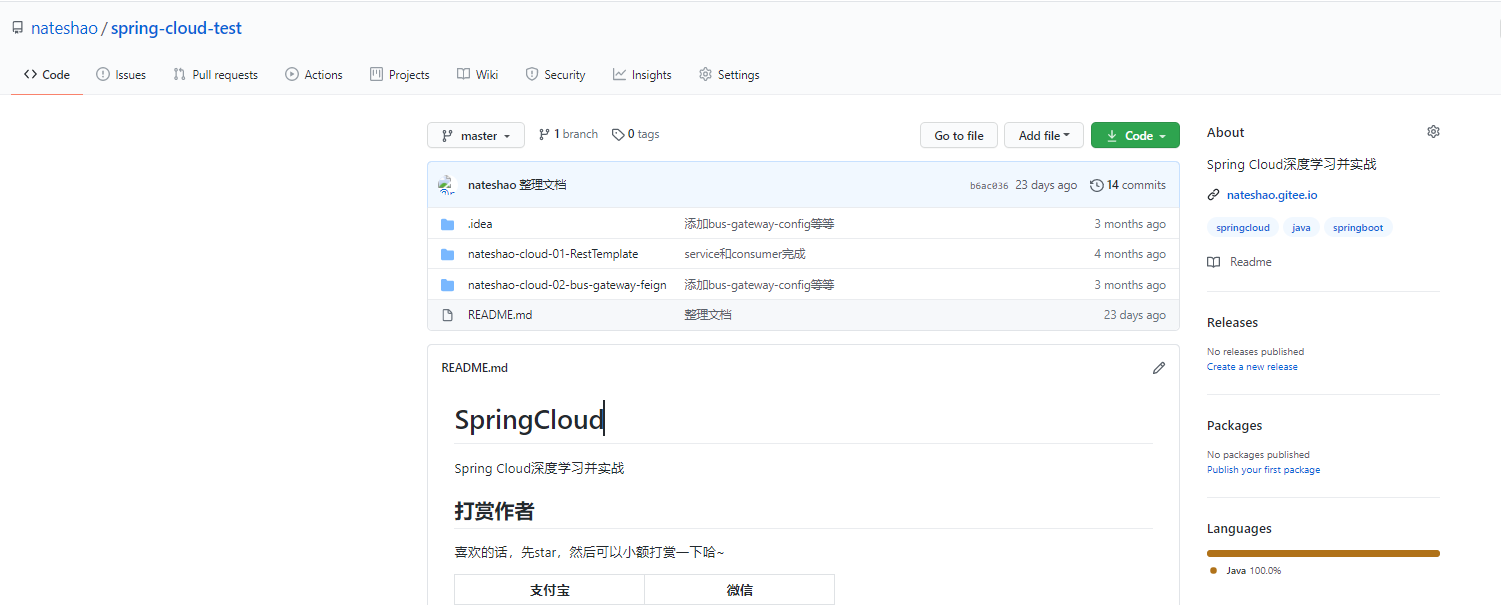 nateshao / spring-cloud-test
Code Issues Pull requests Actions Projects Wiki Security Insights Settings
master 1 branch 0 tags Go to file Add file Code
nateshao 整理文档 b6ac036 23 days ago 14 commits
.idea 添加bus-gateway-config等等 3 months ago
nateshao-cloud-01-RestTemplate service和consumer完成 4 months ago
nateshao-cloud-02-bus-gateway-feign 添加bus-gateway-config等等 3 months ago
README.md 整理文档 23 days ago
README.md
SpringCloud
Spring Cloud深度学习并实战
打赏作者
喜欢的话，先star，然后可以小额打赏一下哈~
支付宝 微信
About
Spring Cloud深度学习并实战
nateshao.gitee.io
springcloud java springboot
Readme
Releases
No releases published
Create a new release
Packages
No packages published
Publish your first package
Languages
Java 100.0%